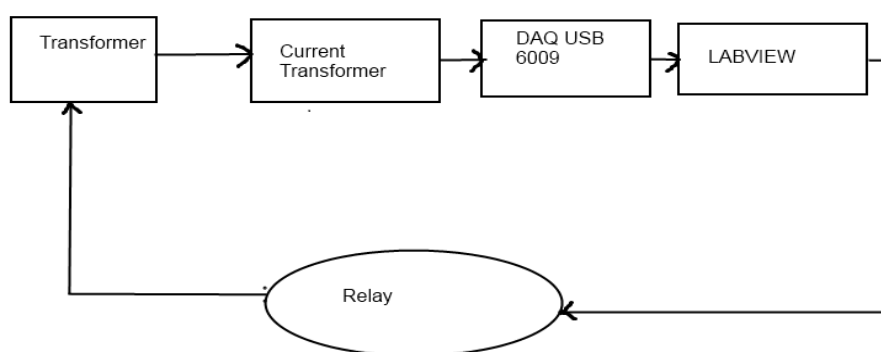 Transformer
Current
Transformer
DAQ USB
6009
LABVIEW
Relay